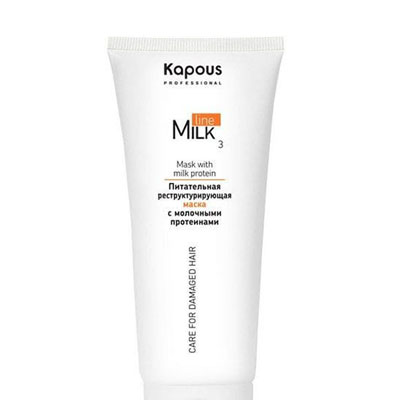 Kapous
PROFESSIONAL
line
MILK
3
Mask with
milk protein
Питательная
реструктурирующая
маска
с молочными
протеинами
CARE FOR DAMAGED HAIR